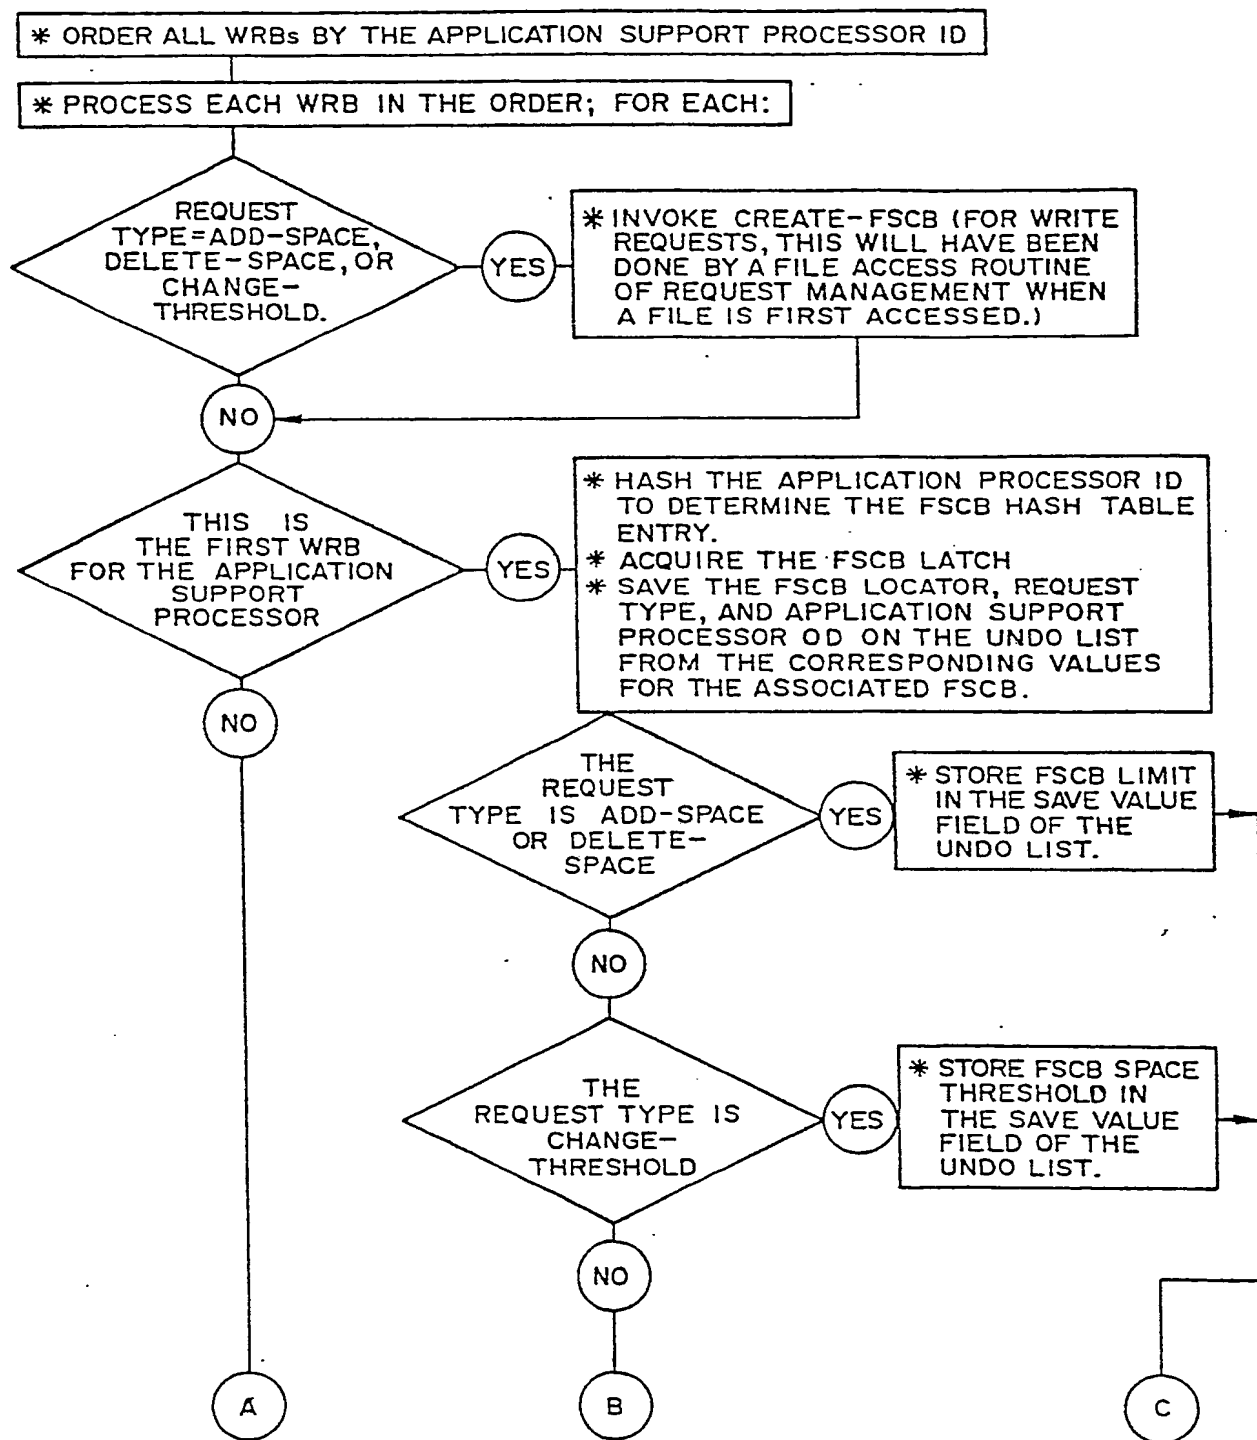 * ORDER ALL WRBs BY THE APPLICATION SUPPORT PROCESSOR ID
* PROCESS EACH WRB IN THE ORDER; FOR EACH:
REQUEST
TYPE=ADD-SPACE,
DELETE-SPACE, OR
CHANGE-
THRESHOLD.
YES
* INVOKE CREATE-FSCB (FOR WRITE
REQUESTS, THIS WILL HAVE BEEN
DONE BY A FILE ACCESS ROUTINE
OF REQUEST MANAGEMENT WHEN
A FILE IS FIRST ACCESSED.)
NO
THIS IS
THE FIRST WRB
FOR THE APPLICATION
SUPPORT
PROCESSOR
YES
* HASH THE APPLICATION PROCESSOR ID
TO DETERMINE THE FSCB HASH TABLE
ENTRY.
* ACQUIRE THE FSCB LATCH
* SAVE THE FSCB LOCATOR, REQUEST
TYPE, AND APPLICATION SUPPORT
PROCESSOR OD ON THE UNDO LIST
FROM THE CORRESPONDING VALUES
FOR THE ASSOCIATED FSCB.
NO
THE
REQUEST
TYPE IS ADD-SPACE
OR DELETE-
SPACE
YES
* STORE FSCB LIMIT
IN THE SAVE VALUE
FIELD OF THE
UNDO LIST.
NO
THE
REQUEST TYPE IS
CHANGE-
THRESHOLD
YES
* STORE FSCB SPACE
THRESHOLD IN
THE SAVE VALUE
FIELD OF THE
UNDO LIST.
NO
A
B
C